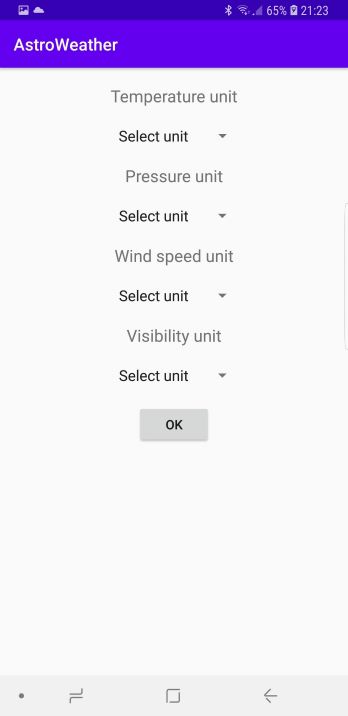 65% 21:23
AstroWeather
Temperature unit
Select unit
Pressure unit
Select unit
Wind speed unit
Select unit
Visibility unit
Select unit
OK